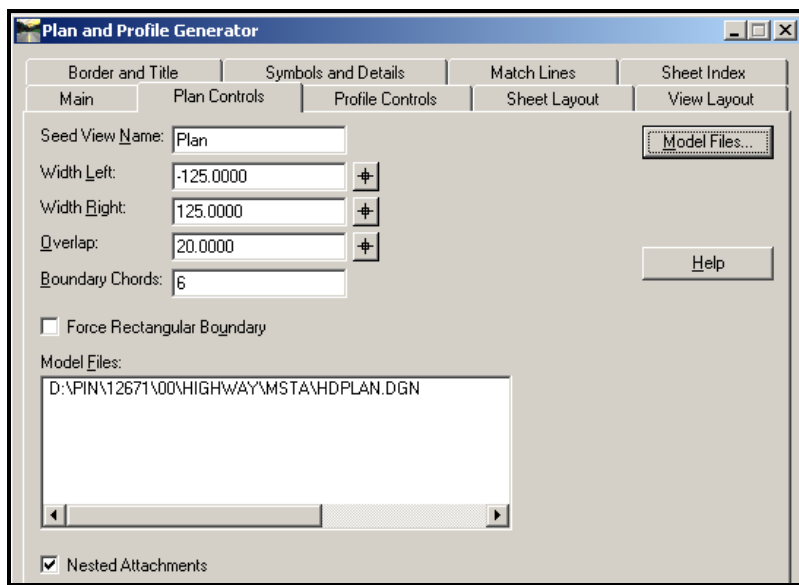 Plan and Profile Generator
Border and Title Symbols and Details Match Lines Sheet Index
Main Plan Controls Profile Controls Sheet Layout View Layout
Seed View Name: Plan Model Files...
Width Left: -125.0000
Width Right: 125.0000
Overlap: 20.0000 Help
Boundary Chords: 6
Force Rectangular Boundary
Model Files:
D:\PIN\12671\00\HIGHWAY\MSTA\HDPLAN.DGN
Nested Attachments